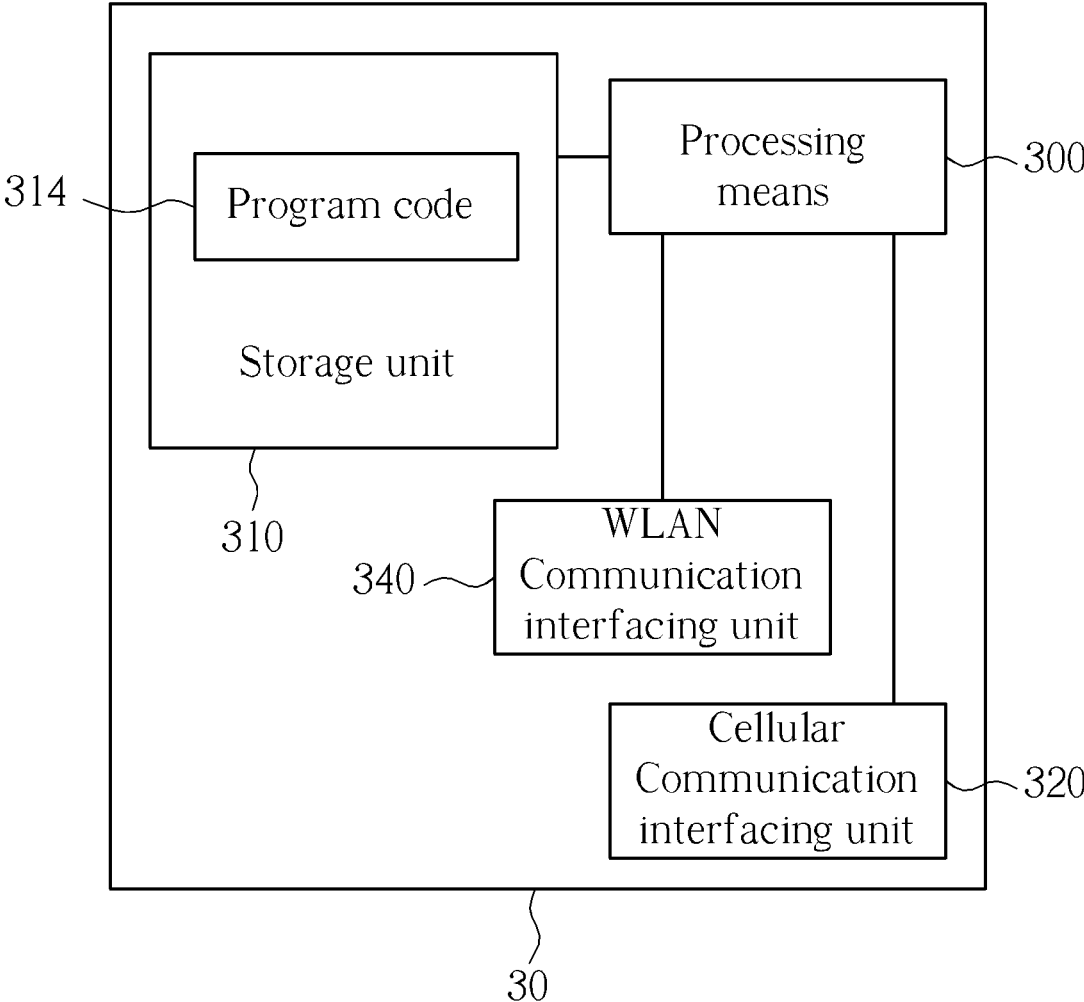 Processing
means
300
314
Program code
Storage unit
310
WLAN
Communication
interfacing unit
340
Cellular
Communication
interfacing unit
320
30